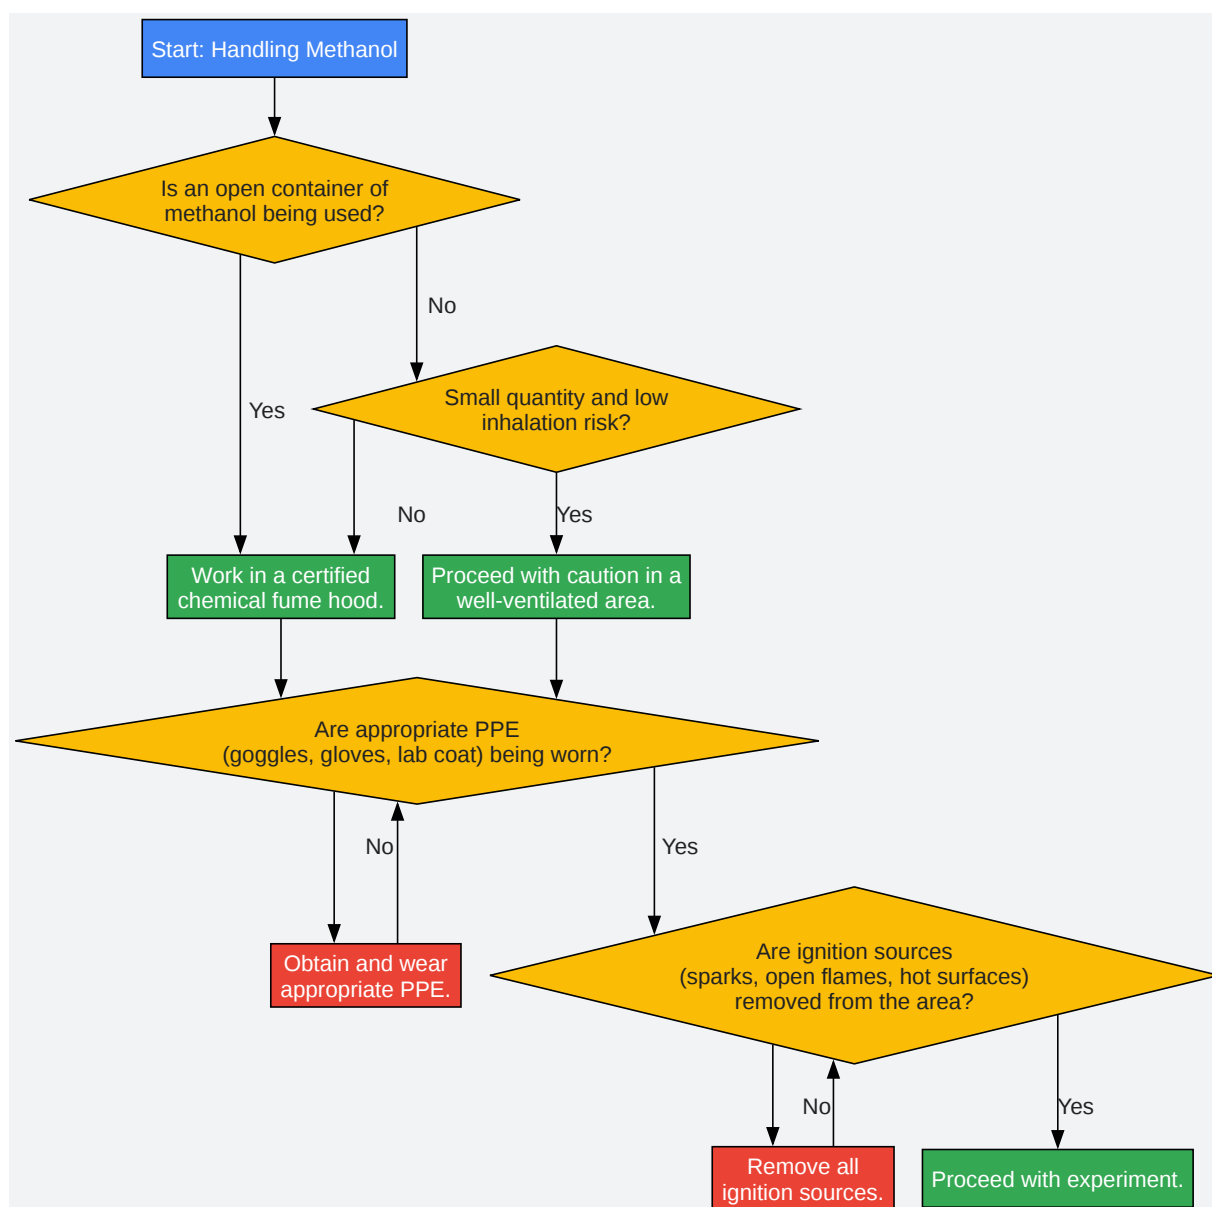 Start: Handling Methanol
Is an open container of
methanol being used?
No
Small quantity and low
inhalation risk?
Yes
No
Yes
Work in a certified
chemical fume hood.
Proceed with caution in a
well-ventilated area.
Are appropriate PPE
(goggles, gloves, lab coat) being worn?
No
Yes
Obtain and wear
appropriate PPE.
Are ignition sources
(sparks, open flames, hot surfaces)
removed from the area?
No
Yes
Remove all
ignition sources.
Proceed with experiment.